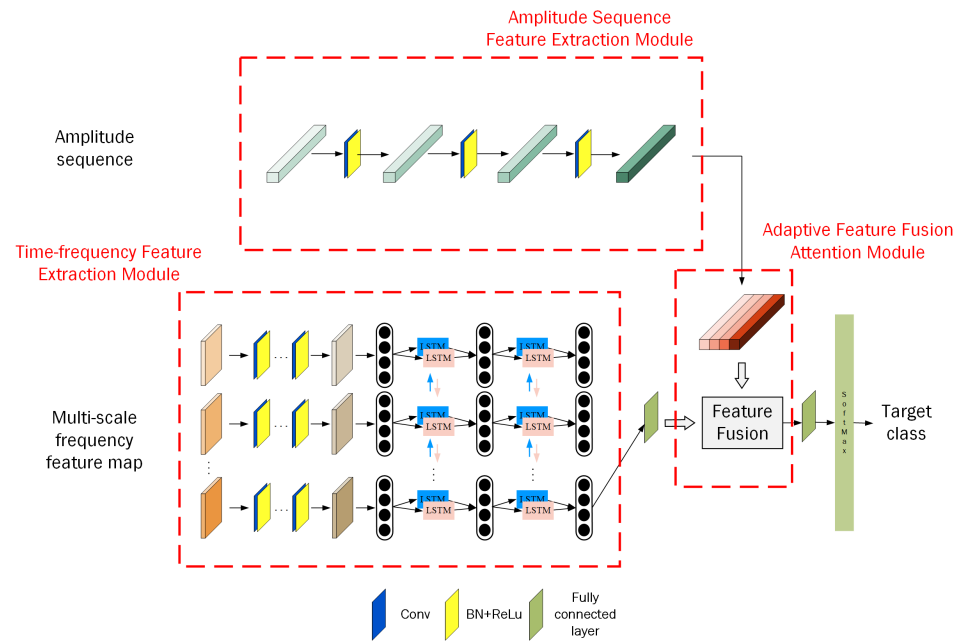 Amplitude Sequence
Feature Extraction Module
Amplitude
sequence
Time-frequency Feature
Extraction Module
Adaptive Feature Fusion
Attention Module
LSTM
LSTM
LSTM
LSTM
Multi-scale
frequency
feature map
LSTM
LSTM
LSTM
LSTM
LSTM
LSTM
LSTM
LSTM
Feature
Fusion
SoftMax
Target
class
Conv
BN+ReLu
Fully
connected
layer